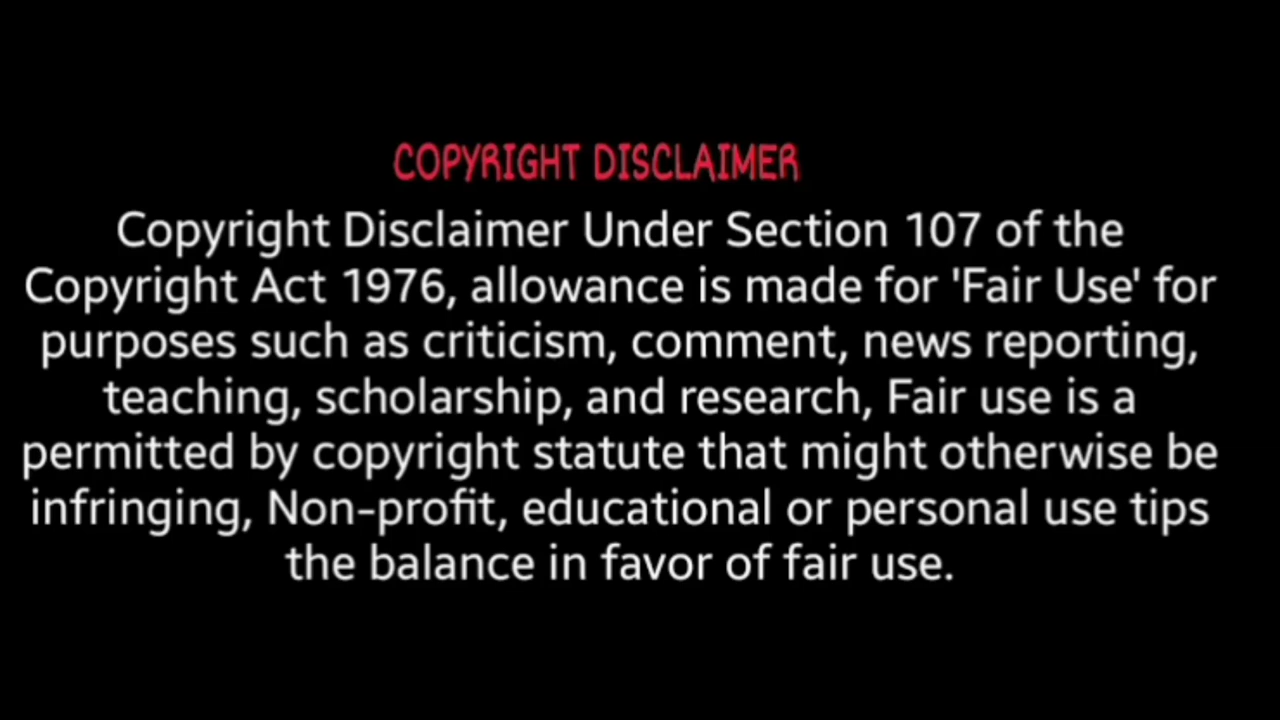 COPYRIGHT DISCLAIMER
Copyright Disclaimer Under Section 107 of the
Copyright Act 1976, allowance is made for 'Fair Use' for
purposes such as criticism, comment, news reporting,
teaching, scholarship, and research, Fair use is a
permitted by copyright statute that might otherwise be
infringing, Non-profit, educational or personal use tips
the balance in favor of fair use.